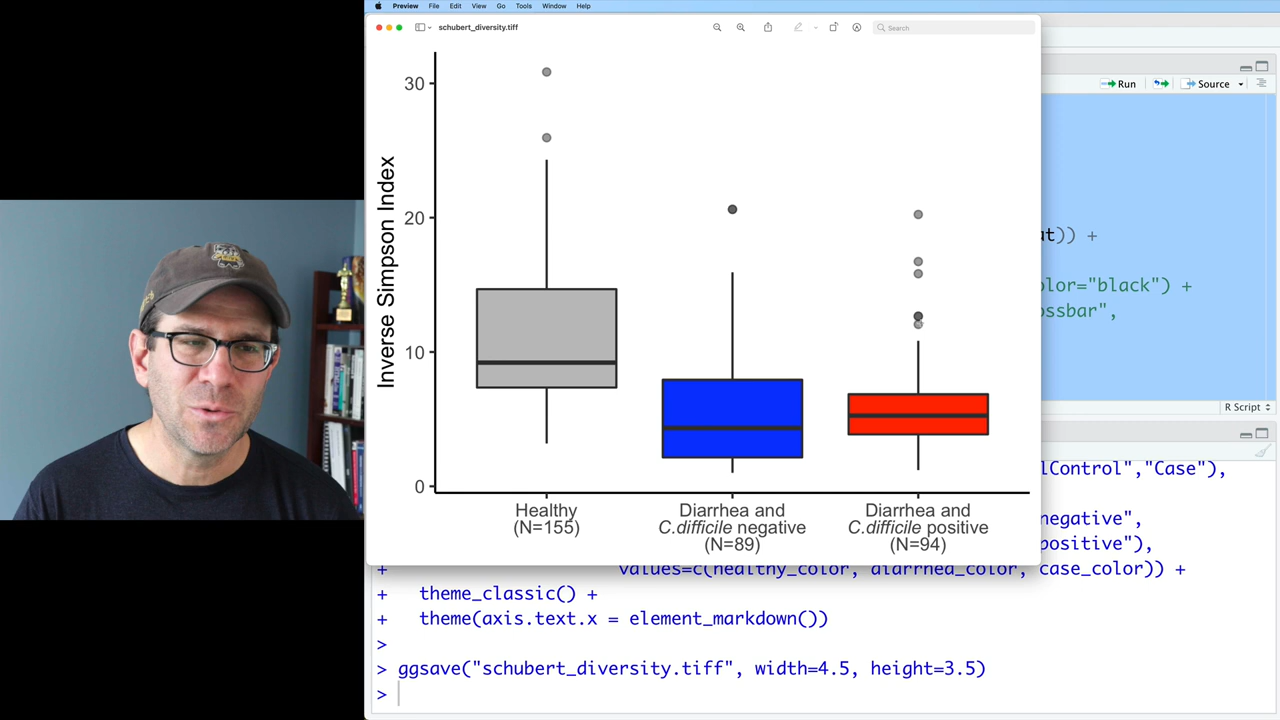 Preview File Edit View Go Tools Window Help
schubert_diversity.tiff
Search
Run
Source
30
20
10
0
Inverse Simpson Index
Healthy
(N=155)
Diarrhea and
C.difficile negative
(N=89)
Diarrhea and
C.difficile positive
(N=94)
at)) +
olor="black") +
ossbar",
R Script
lControl","Case"),
negative",
positive"),
+ values=c(healthy_color, diarrhea_color, case_color)) +
+ theme_classic() +
+ theme(axis.text.x = element_markdown())
>
> ggsave("schubert_diversity.tiff", width=4.5, height=3.5)
>